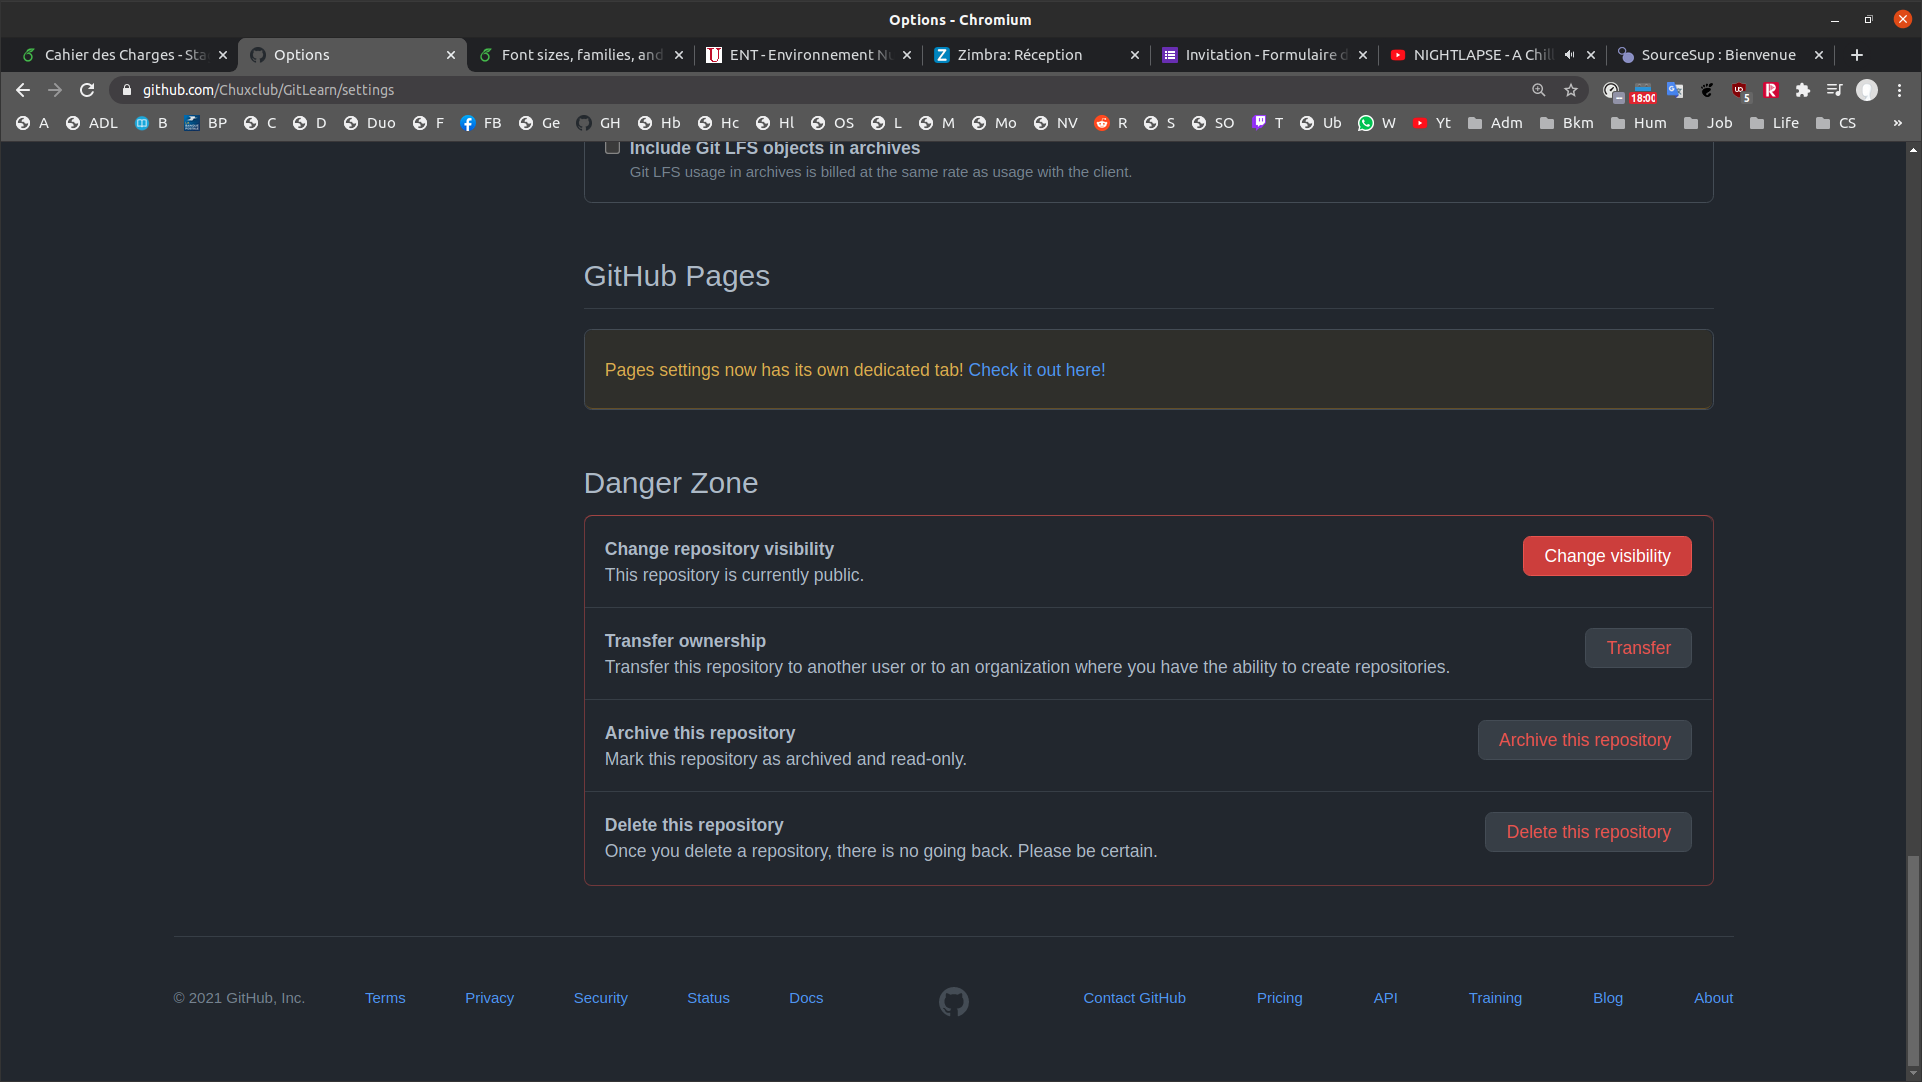 Options - Chromium
Cahier des Charges - Sta
Options
Font sizes, families, and
ENT - Environnement Nu
Zimbra: Réception
Invitation - Formulaire d
NIGHTLAPSE - A Chill
SourceSup : Bienvenue
github.com/Chuxclub/GitLearn/settings
18:00
5
A ADL B BP C D Duo F FB Ge GH Hb Hc Hl OS L M Mo NV R S SO T Ub W Yt Adm Bkm Hum Job Life CS »
Include Git LFS objects in archives
Git LFS usage in archives is billed at the same rate as usage with the client.
GitHub Pages
Pages settings now has its own dedicated tab! Check it out here!
Danger Zone
Change repository visibility
This repository is currently public.
Change visibility
Transfer ownership
Transfer this repository to another user or to an organization where you have the ability to create repositories.
Transfer
Archive this repository
Mark this repository as archived and read-only.
Archive this repository
Delete this repository
Once you delete a repository, there is no going back. Please be certain.
Delete this repository
© 2021 GitHub, Inc. Terms Privacy Security Status Docs Contact GitHub Pricing API Training Blog About